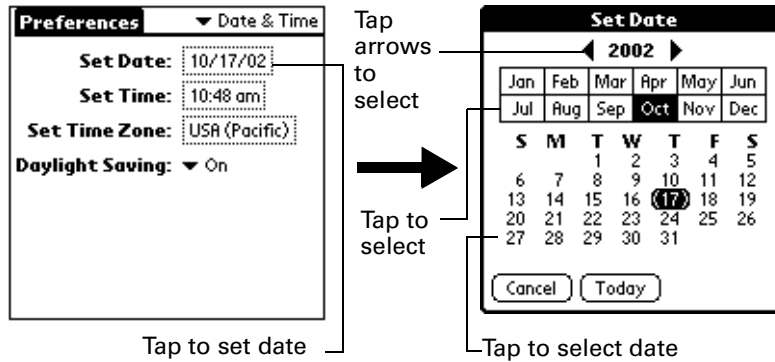 Preferences
Date & Time
Set Date: 10/17/02
Set Time: 10:48 am
Set Time Zone: USA (Pacific)
Daylight Saving: On
Tap to set date
Tap
arrows
to
select
Tap to
select
Set Date
2002
Jan Feb Mar Apr May Jun
Jul Aug Sep Oct Nov Dec
S M T W T F S
1 2 3 4 5
6 7 8 9 10 11 12
13 14 15 16 17 18 19
20 21 22 23 24 25 26
27 28 29 30 31
Cancel Today
Tap to select date